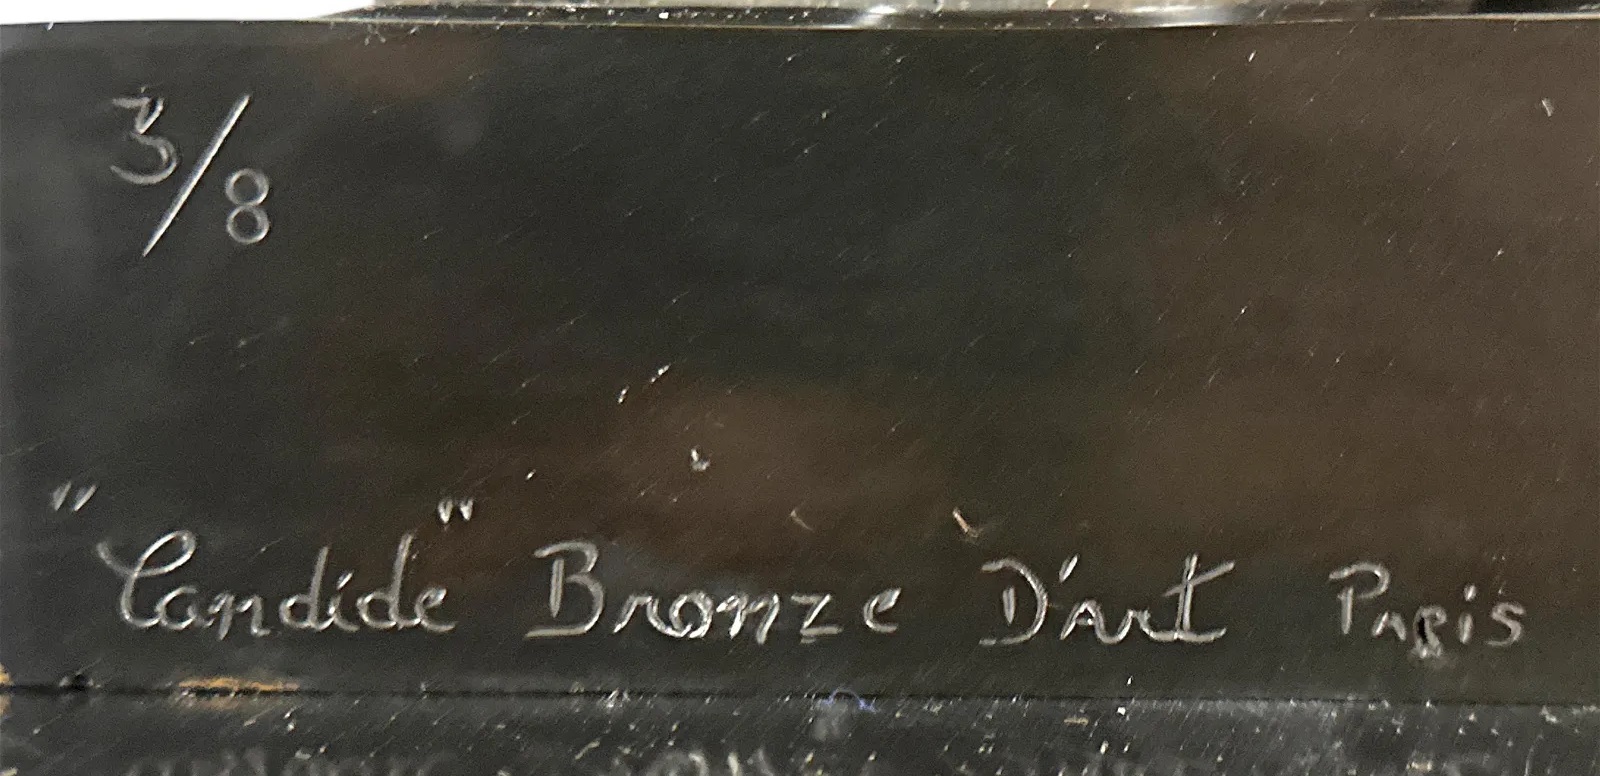 3/8
"Candide" Bronze D'Art Paris